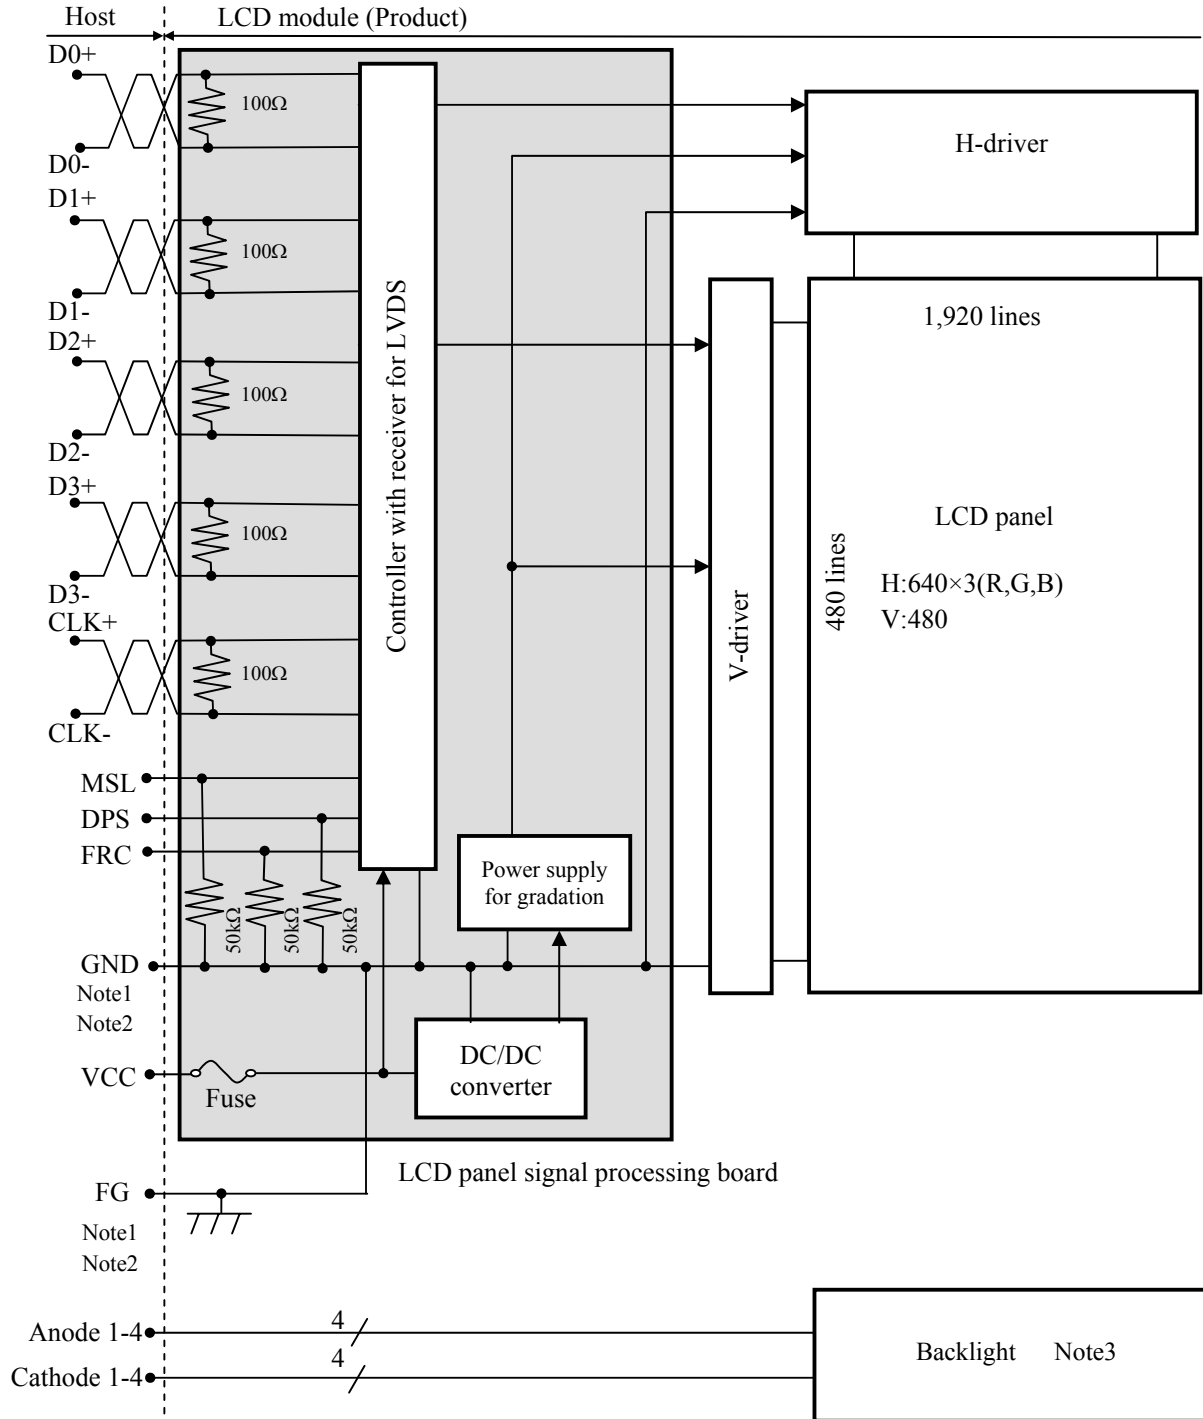 Host
LCD module (Product)
D0+
100Ω
D0-
D1+
100Ω
D1-
D2+
100Ω
D2-
D3+
100Ω
D3-
CLK+
100Ω
CLK-
MSL
DPS
FRC
50kΩ
50kΩ
50kΩ
GND
Note1
Note2
VCC
Fuse
FG
Note1
Note2
Controller with receiver for LVDS
Power supply
for gradation
DC/DC
converter
LCD panel signal processing board
H-driver
V-driver
1,920 lines
480 lines
LCD panel
H:640×3(R,G,B)
V:480
Anode 1-4
4
Cathode 1-4
4
Backlight Note3